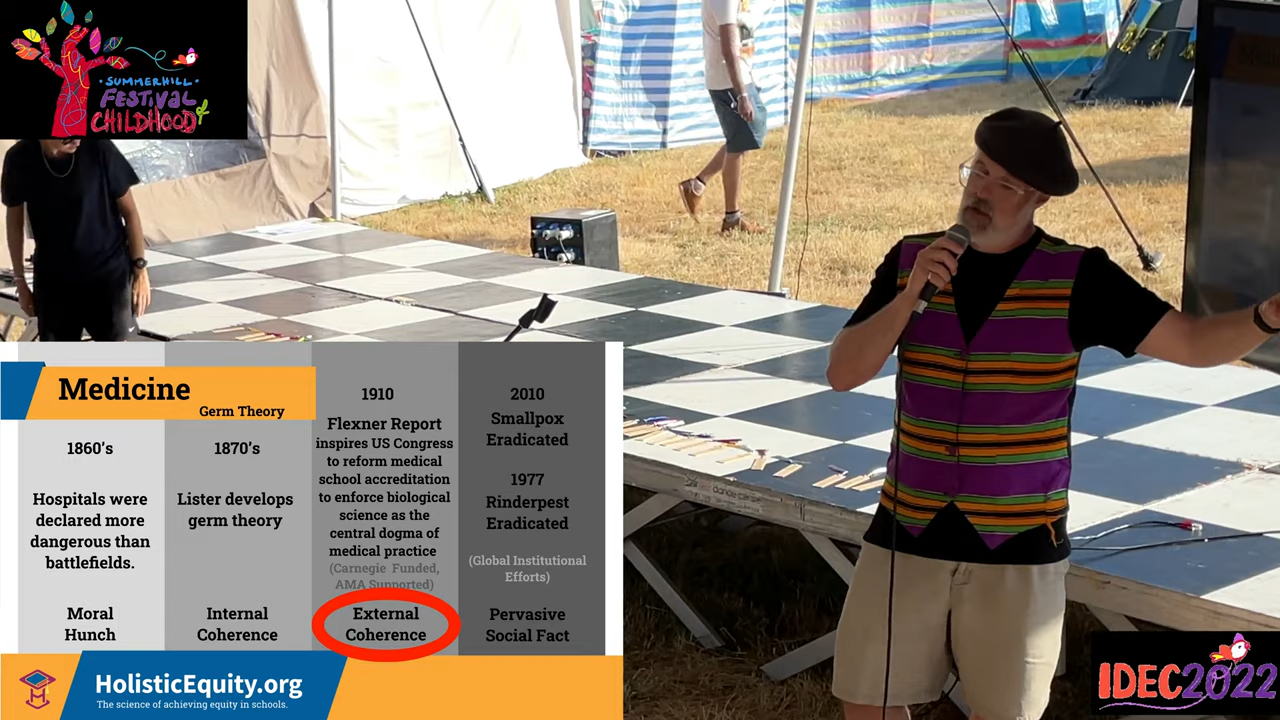 SUMMERHILL
FESTIVAL of
CHILDHOOD
Medicine
Germ Theory
1860's
Hospitals were
declared more
dangerous than
battlefields.
Moral
Hunch
1870's
Lister develops
germ theory
Internal
Coherence
1910
Flexner Report
inspires US Congress
to reform medical
school accreditation
to enforce biological
science as the
central dogma of
medical practice
(Carnegie Funded,
AMA Supported)
External
Coherence
2010
Smallpox
Eradicated
1977
Rinderpest
Eradicated
(Global Institutional
Efforts)
Pervasive
Social Fact
HolisticEquity.org
The science of achieving equity in schools.
IDEC2022